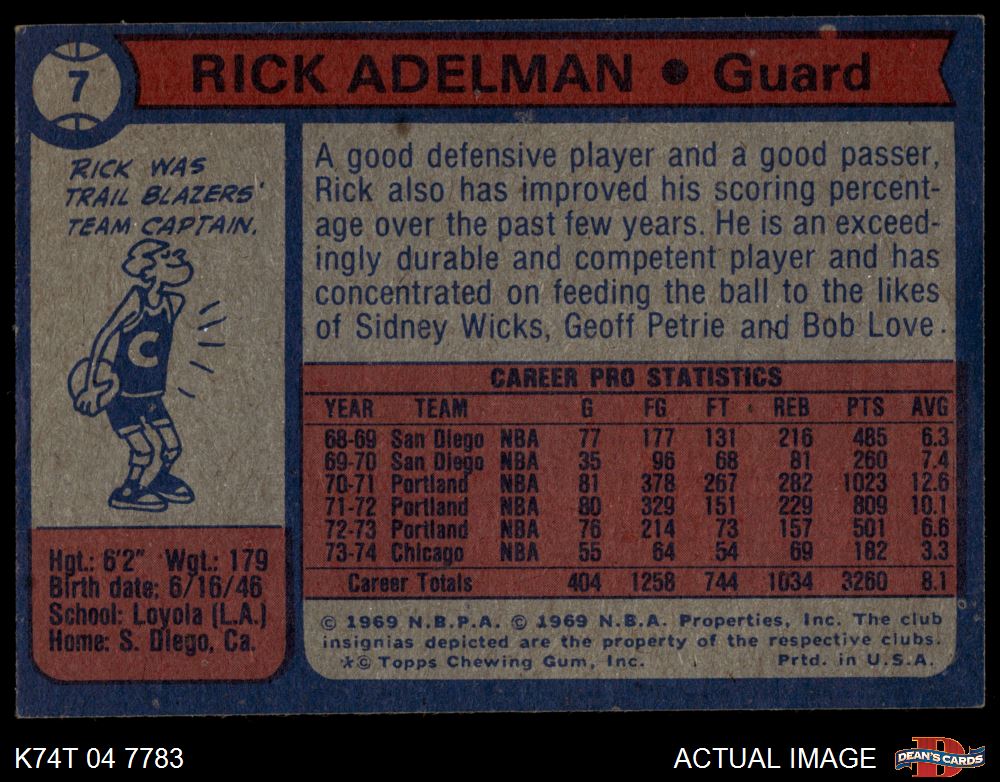 7
RICK ADELMAN • Guard
RICK WAS
TRAIL BLAZERS'
TEAM CAPTAIN.
C
Hgt.: 6'2" Wgt.: 179
Birth date: 6/16/46
School: Loyola (L.A.)
Home: S. Diego, Ca.
A good defensive player and a good passer,
Rick also has improved his scoring percent-
age over the past few years. He is an exceed-
ingly durable and competent player and has
concentrated on feeding the ball to the likes
of Sidney Wicks, Geoff Petrie and Bob Love.
CAREER PRO STATISTICS
YEAR TEAM G FG FT REB PTS AVG
68-69 San Diego NBA 77 177 131 216 485 6.3
69-70 San Diego NBA 35 96 68 81 260 7.4
70-71 Portland NBA 81 378 267 282 1023 12.6
71-72 Portland NBA 80 329 151 229 809 10.1
72-73 Portland NBA 76 214 73 157 501 6.6
73-74 Chicago NBA 55 64 54 69 182 3.3
Career Totals 404 1258 744 1034 3260 8.1
© 1969 N.B.P.A. © 1969 N.B.A. Properties, Inc. The club
insignias depicted are the property of the respective clubs.
*© Topps Chewing Gum, Inc. Prtd. in U.S.A.
K74T 04 7783 ACTUAL IMAGE D DEAN'S CARDS